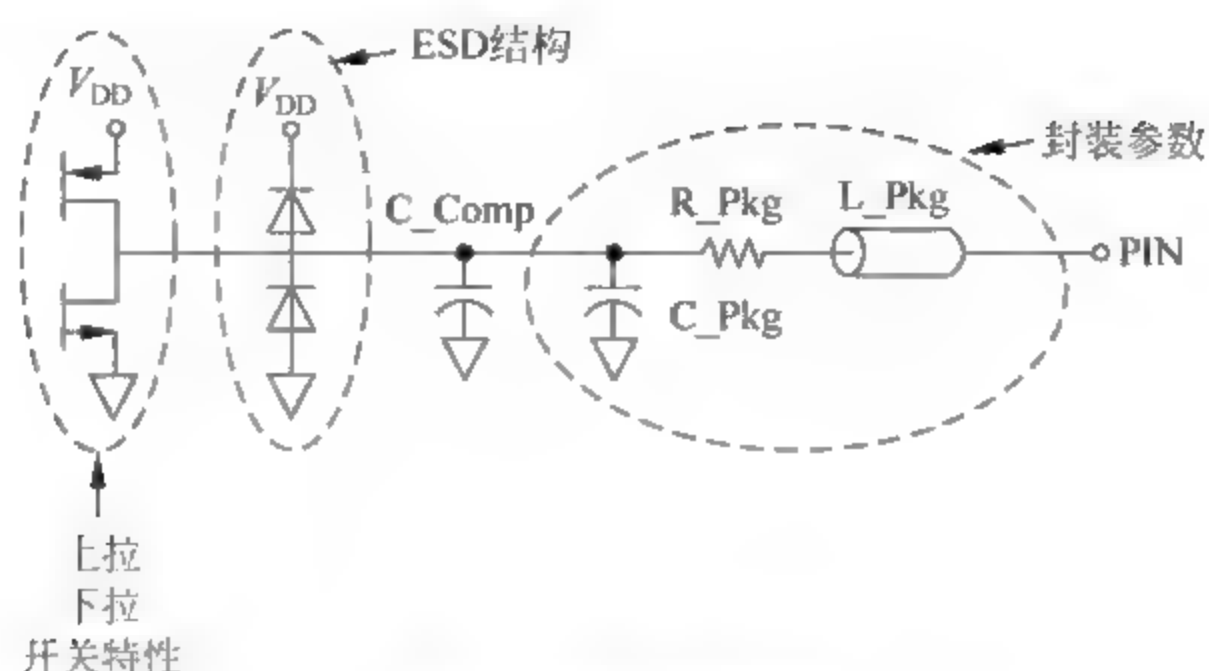 ESD结构
V_DD
V_DD
封装参数
C_Comp
R_Pkg
L_Pkg
PIN
C_Pkg
上拉
下拉
开关特性